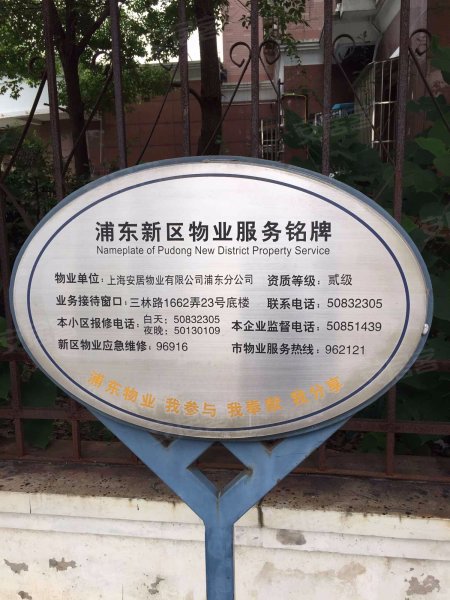 浦东新区物业服务铭牌
Nameplate of Pudong New District Property Service
物业单位：上海安居物业有限公司浦东分公司 资质等级：贰级
业务接待窗口：三林路1662弄23号底楼 联系电话：50832305
本小区报修电话：白天：50832305
夜晚：50130109 本企业监督电话：50851439
新区物业应急维修：96916 市物业服务热线：962121
浦东物业 我参与 我奉献 我分享